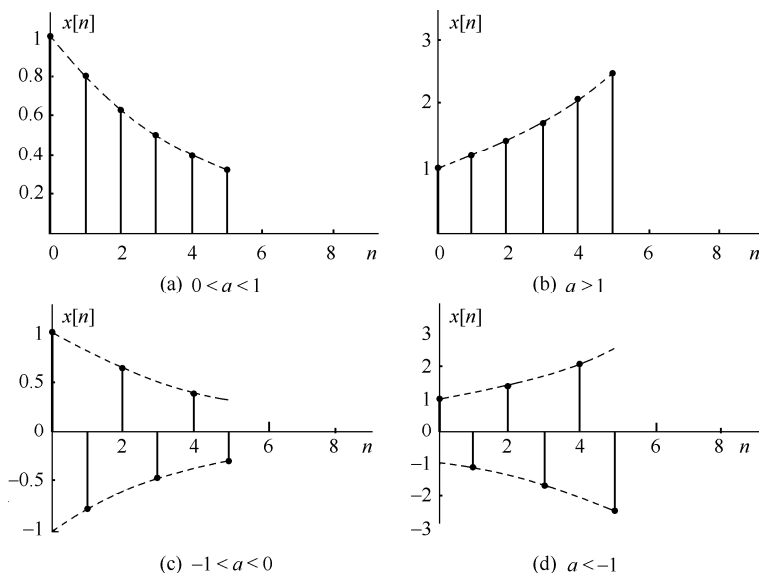 x[n]
1
0.8
0.6
0.4
0.2
0 2 4 6 8 n
(a) 0 < a < 1
x[n]
3
2
1
0 2 4 6 8 n
(b) a > 1
x[n]
1
0.5
0
2 4 6 8 n
–0.5
–1
(c) –1 < a < 0
x[n]
3
2
1
0
2 4 6 8 n
–1
–2
–3
(d) a < –1